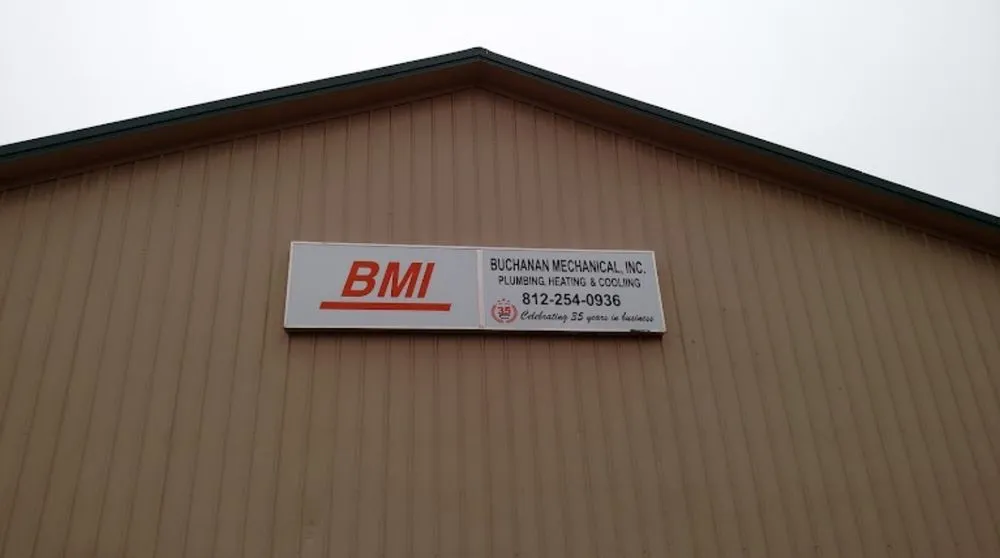 BMI
BUCHANAN MECHANICAL, INC.
PLUMBING, HEATING & COOLING
812-254-0936
35
Celebrating 35 years in business